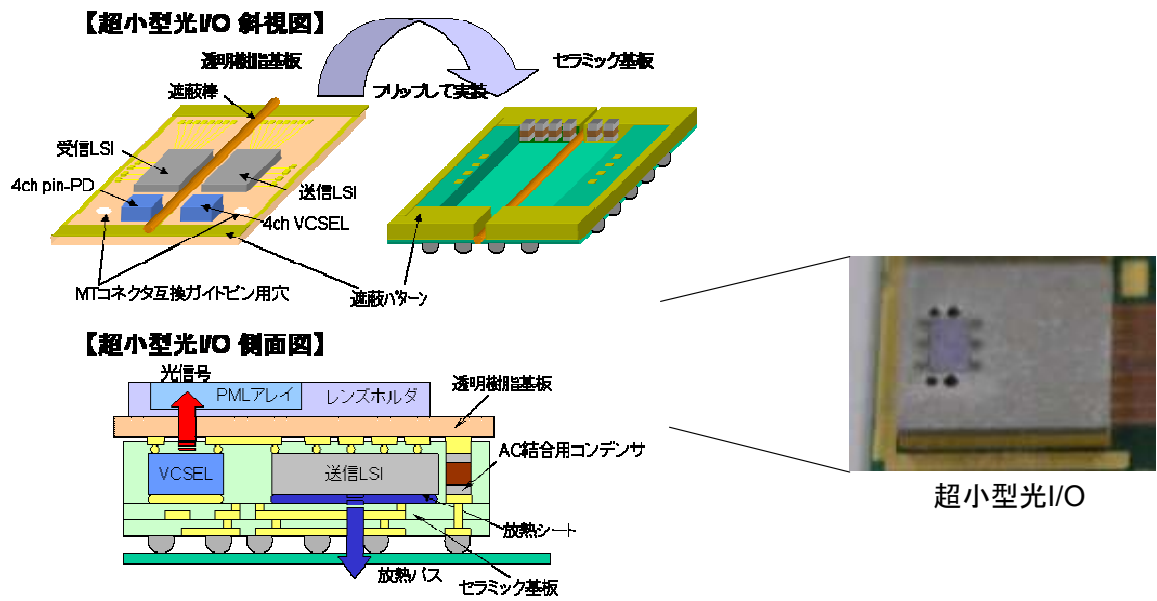 【超小型光I/O 斜視図】
透明樹脂基板
セラミック基板
遮蔽棒
フリップして実装
受信LSI
4ch pin-PD
送信LSI
4ch VCSEL
MTコネクタ互換ガイドピン用穴
遮蔽パターン
【超小型光I/O 側面図】
光信号
PMLアレイ
レンズホルダ
透明樹脂基板
AC結合用コンデンサ
VCSEL
送信LSI
放熱シート
放熱パス
セラミック基板
超小型光I/O